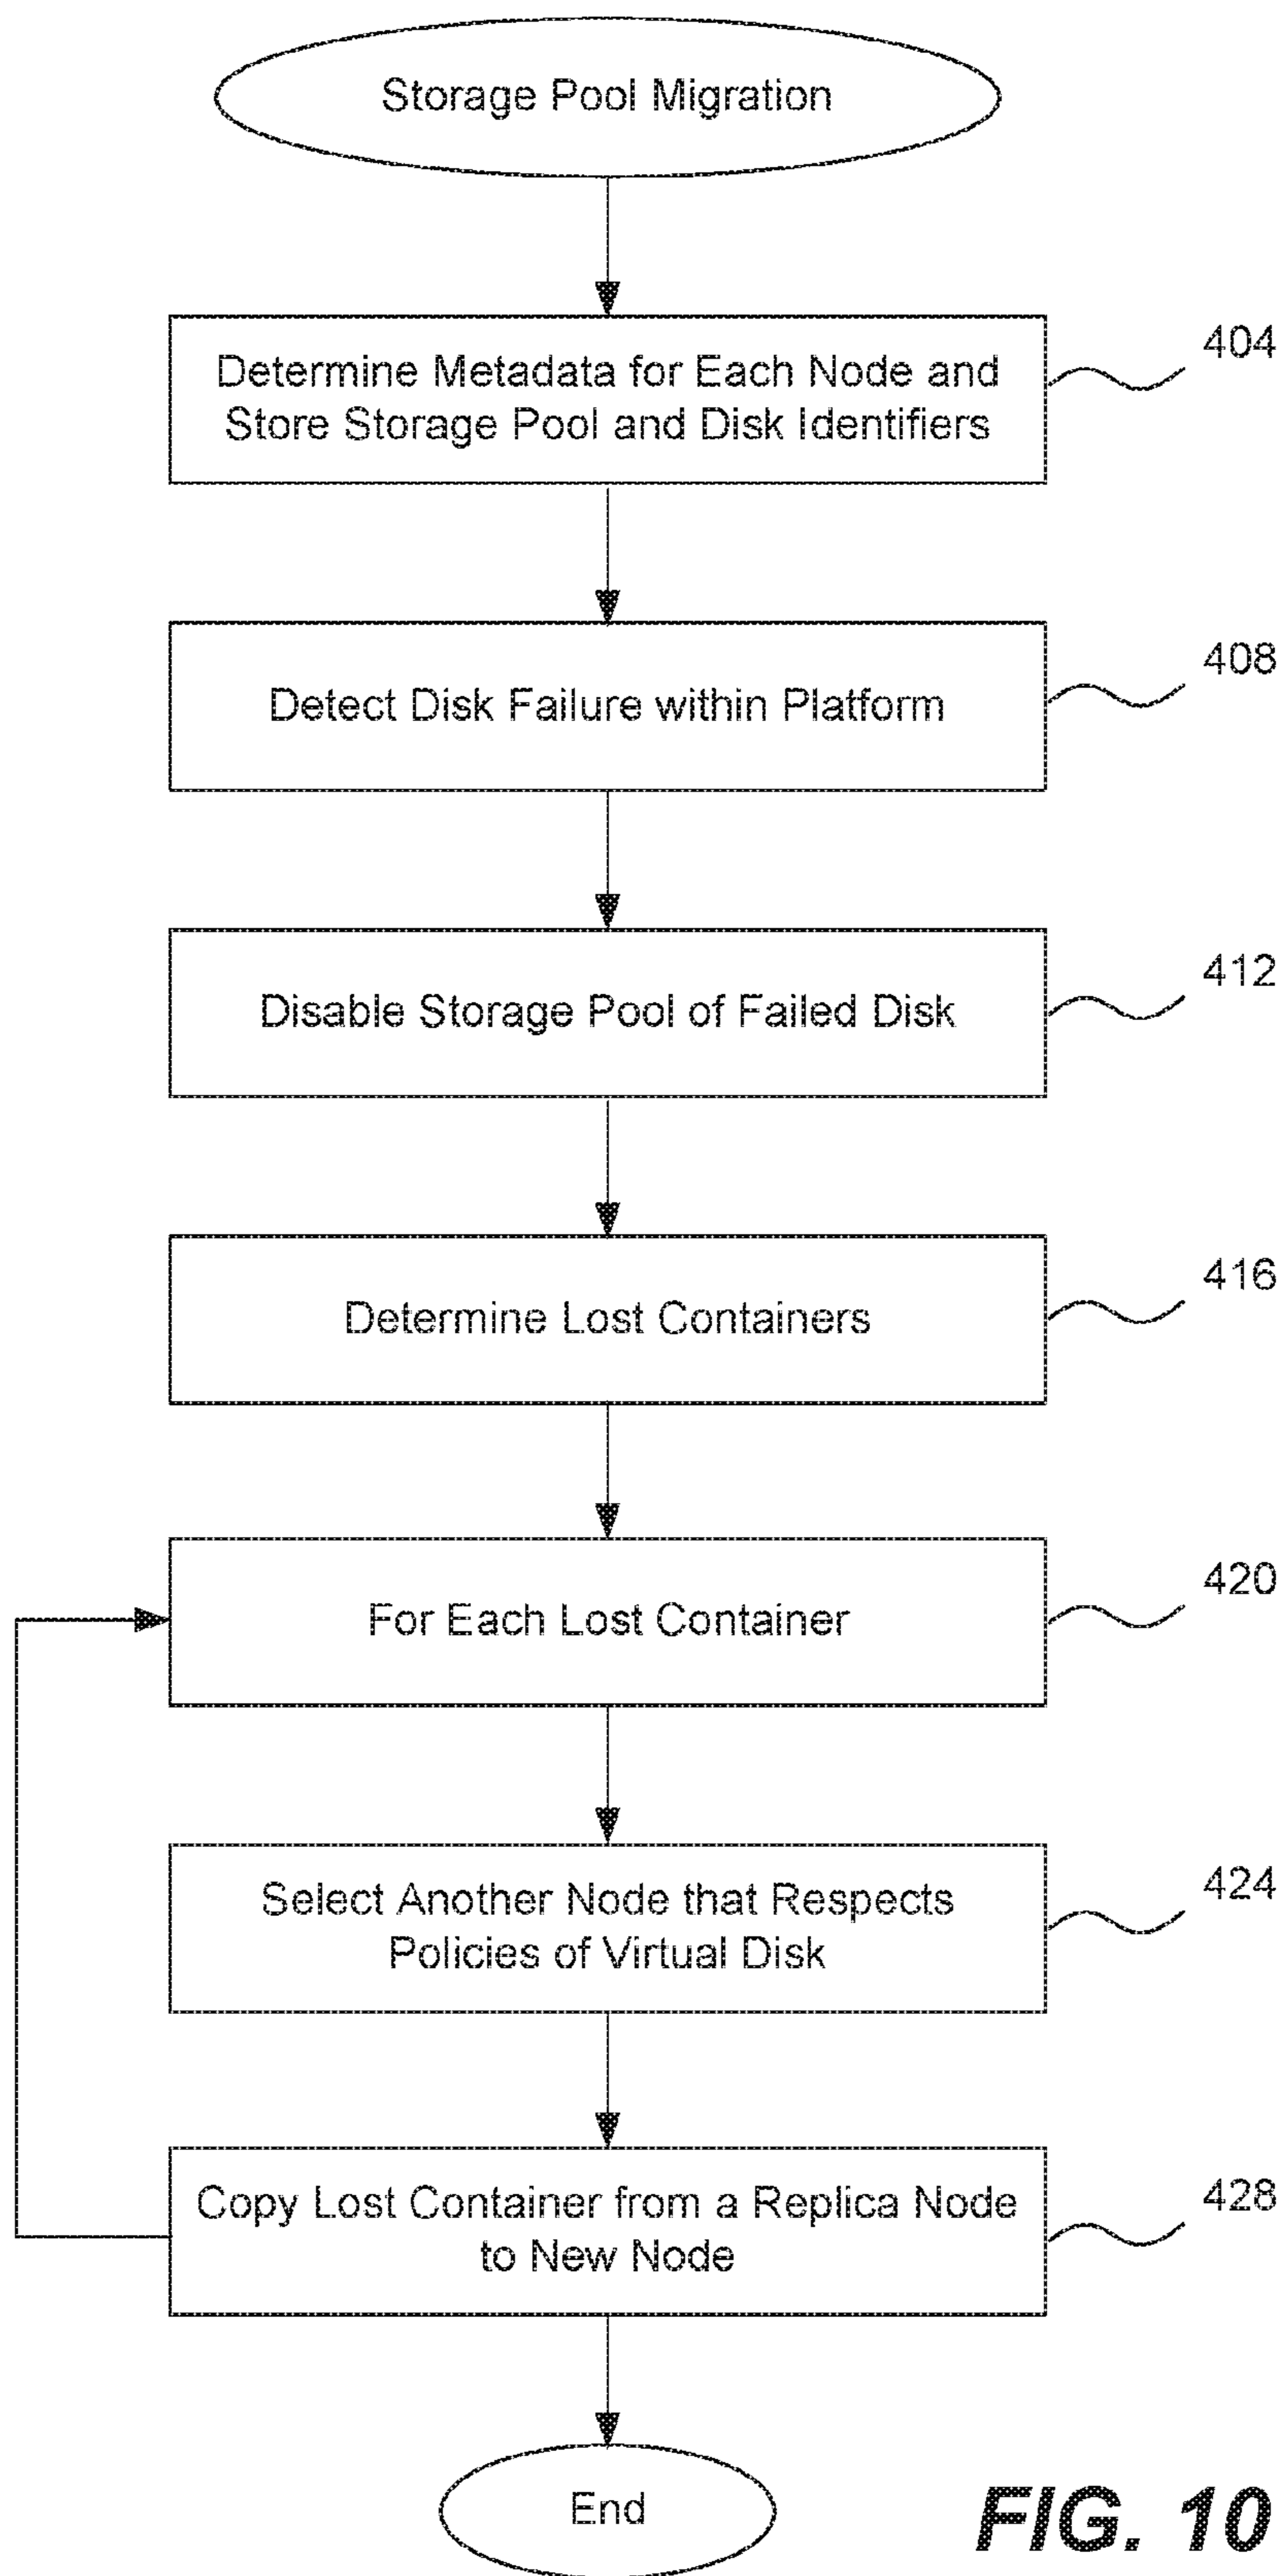 Storage Pool Migration
Determine Metadata for Each Node and
Store Storage Pool and Disk Identifiers
404
Detect Disk Failure within Platform
408
Disable Storage Pool of Failed Disk
412
Determine Lost Containers
416
For Each Lost Container
420
Select Another Node that Respects
Policies of Virtual Disk
424
Copy Lost Container from a Replica Node
to New Node
428
End
FIG. 10